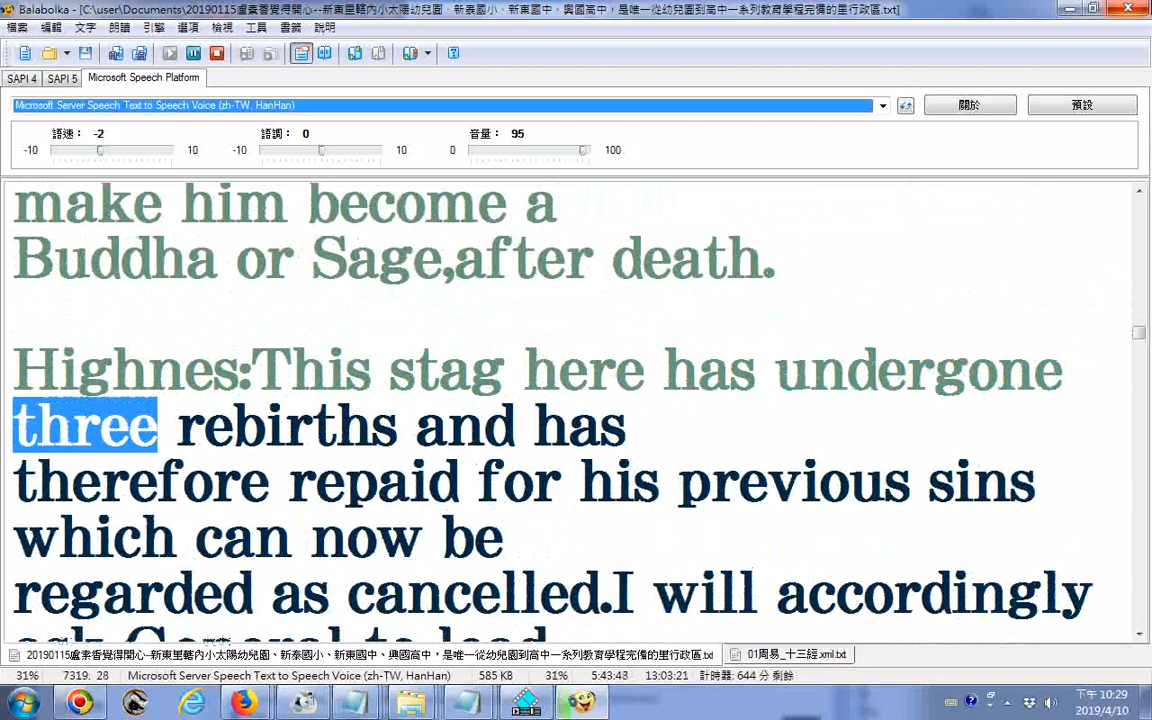 Balabolka - [C:\user\Documents\20190115盧素香覺得開心--新東里轄內小太陽幼兒園、新泰國小、新東國中、興國高中，是唯一從幼兒園到高中一系列教育學程完備的里行政區.txt]
檔案 編輯 文字 朗讀 引擎 選項 檢視 工具 書籤 說明
SAPI 4 SAPI 5 Microsoft Speech Platform
Microsoft Server Speech Text to Speech Voice (zh-TW, HanHan) 關於 預設
語速： -2 語調： 0 音量： 95
-10 10 -10 10 0 100
make him become a
Buddha or Sage,after death.
Highnes:This stag here has undergone
three rebirths and has
therefore repaid for his previous sins
which can now be
regarded as cancelled.I will accordingly
ask General to lead
20190115盧素香覺得開心--新東里轄內小太陽幼兒園、新泰國小、新東國中、興國高中，是唯一從幼兒園到高中一系列教育學程完備的里行政區.txt 01周易_十三經.xml.txt
31% 7319: 28 Microsoft Server Speech Text to Speech Voice (zh-TW, HanHan) 585 KB 31% 5:43:48 13:03:21 計時器: 644 分 剩餘
下午 10:29
2019/4/10